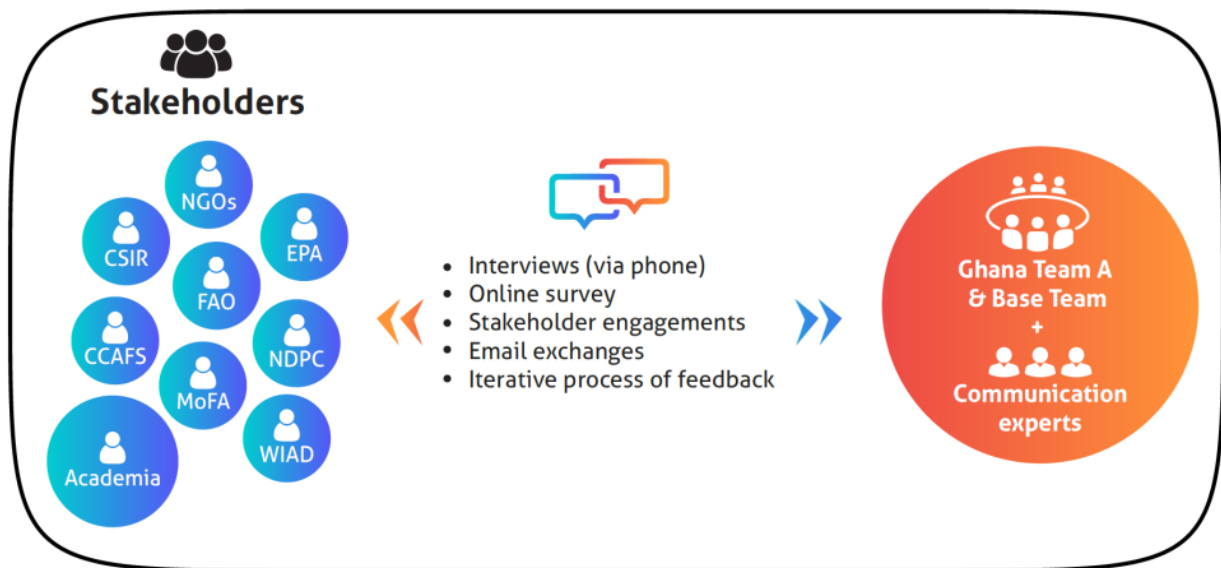 Stakeholders
NGOs
CSIR
EPA
FAO
CCAFS
NDPC
MoFA
Academia
WIAD
• Interviews (via phone)
• Online survey
• Stakeholder engagements
• Email exchanges
• Iterative process of feedback
Ghana Team A
& Base Team
+
Communication
experts